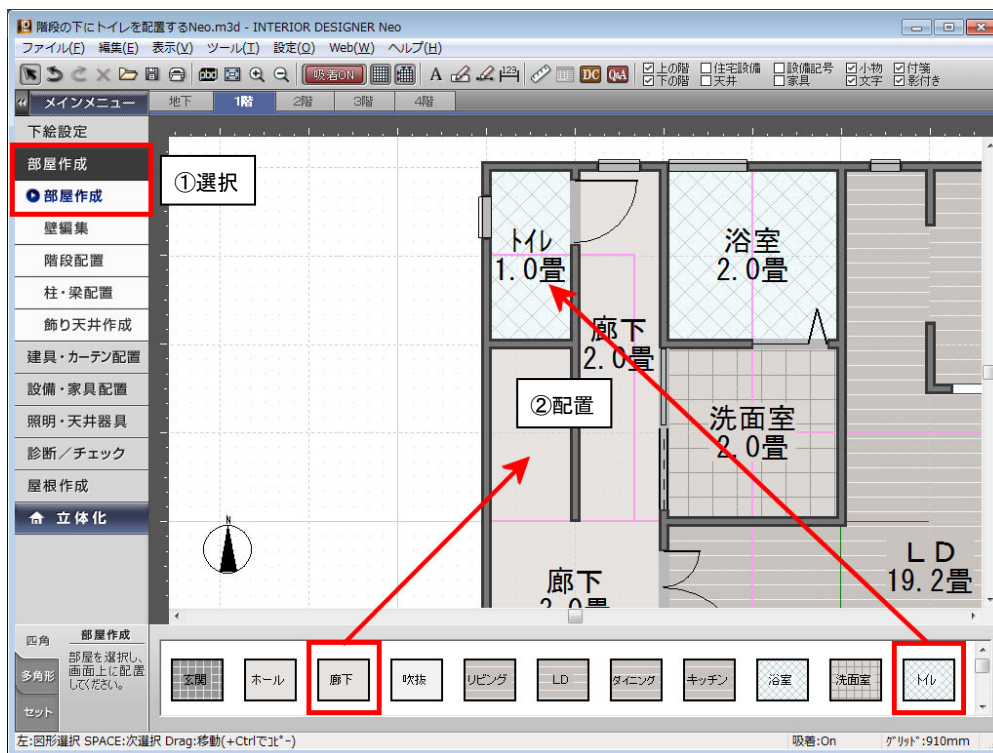 階段の下にトイレを配置するNeo.m3d - INTERIOR DESIGNER Neo
ファイル(F) 編集(E) 表示(V) ツール(T) 設定(O) Web(W) ヘルプ(H)
吸着ON A 123 DC Q&A
上の階 住宅設備 設備記号 小物 付箋
下の階 天井 家具 文字 影付き
メインメニュー 地下 1階 2階 3階 4階
下絵設定
部屋作成
部屋作成
壁編集
階段配置
柱・梁配置
飾り天井作成
建具・カーテン配置
設備・家具配置
照明・天井器具
診断／チェック
屋根作成
立体化
①選択
トイレ
1.0畳
浴室
2.0畳
廊下
2.0畳
②配置
洗面室
2.0畳
N
LD
19.2畳
廊下
2.0畳
四角
多角形
セット
部屋作成
部屋を選択し、
画面上に配置
してください。
玄関 ホール 廊下 吹抜 リビング LD ダイニング キッチン 浴室 洗面室 トイレ
左:図形選択 SPACE:次選択 Drag:移動(+Ctrlでコピー) 吸着:On グリッド:910mm